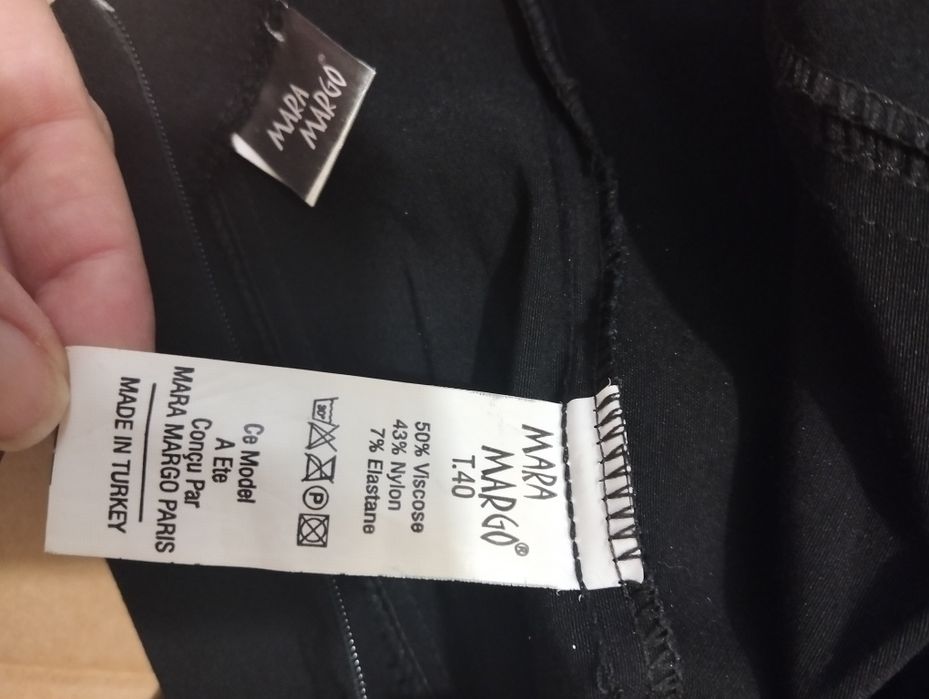 MARA
MARGO®
MARA
MARGO®
T.40
50% Viscose
43% Nylon
7% Elastane
30°
P
Ce Model
A Ete
Conçu Par
MARA MARGO PARIS
MADE IN TURKEY